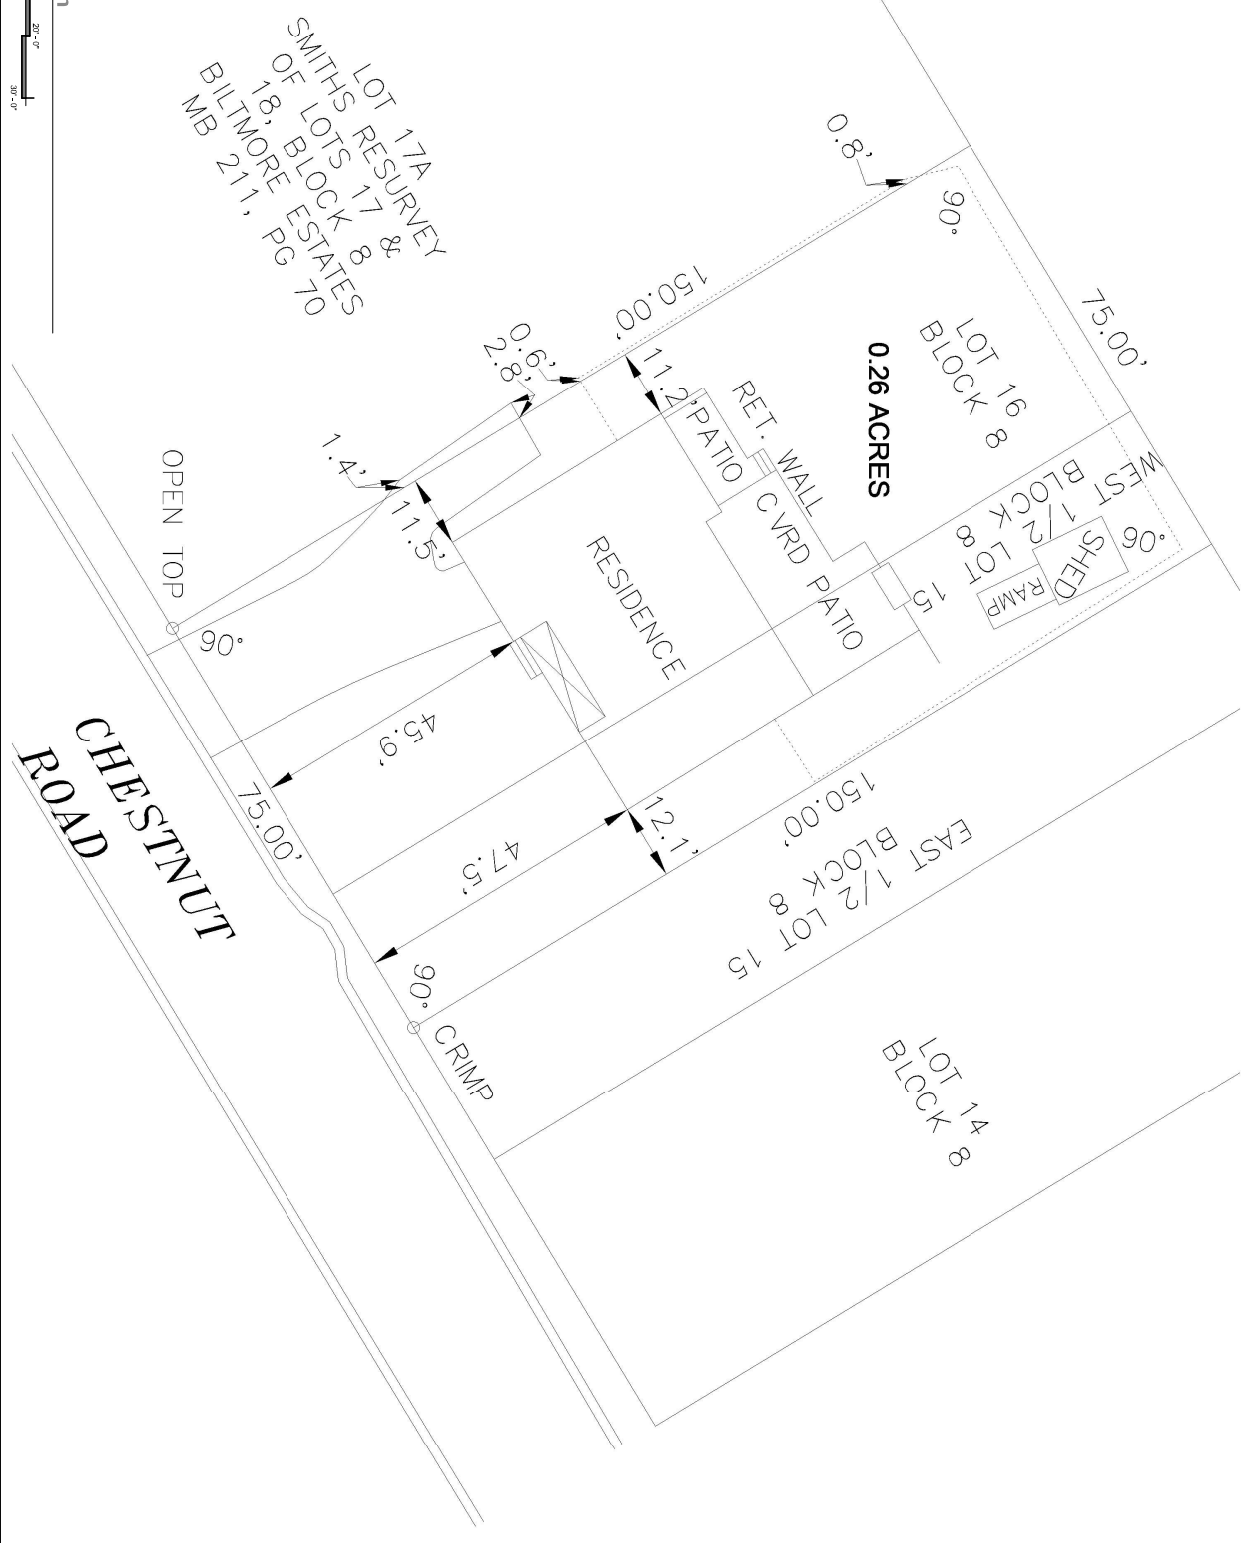 20'-0"
30'-0"
LOT 17A
SMITHS RESURVEY
OF LOTS 17 &
18, BLOCK 8
BILTMORE ESTATES
MB 211, PG 70
0.8'
90°
75.00'
150.00'
LOT 16
BLOCK 8
0.26 ACRES
WEST 1/2 LOT
15
BLOCK 8
90°
SHED
RAMP
0.6'
2.8'
11.2'
PATIO
RET. WALL
CVRD PATIO
RESIDENCE
1.4'
11.5'
OPEN TOP
90°
45.9'
75.00'
47.5'
12.1'
150.00'
EAST 1/2 LOT 15
BLOCK 8
90°
CRIMP
LOT 14
BLOCK 8
CHESTNUT
ROAD